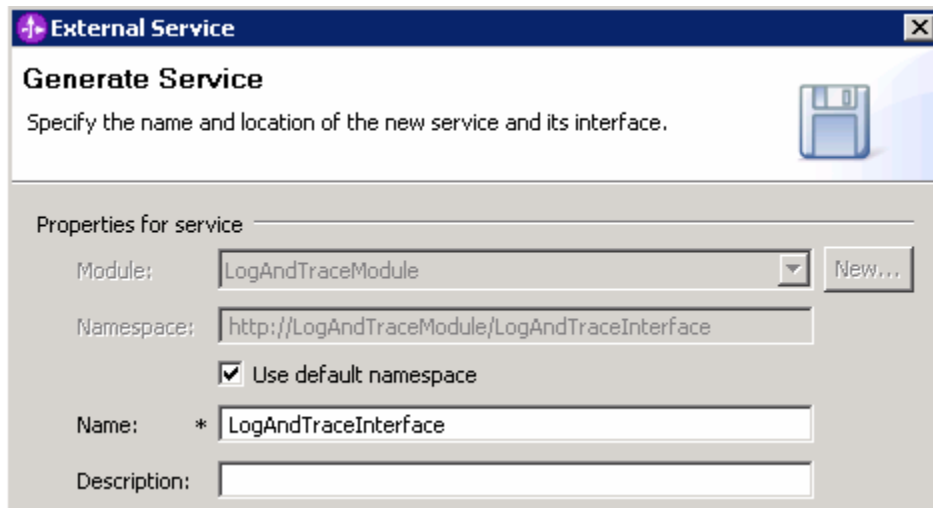 External Service
Generate Service
Specify the name and location of the new service and its interface.
Properties for service
Module: LogAndTraceModule New...
Namespace: http://LogAndTraceModule/LogAndTraceInterface
Use default namespace
Name: * LogAndTraceInterface
Description: